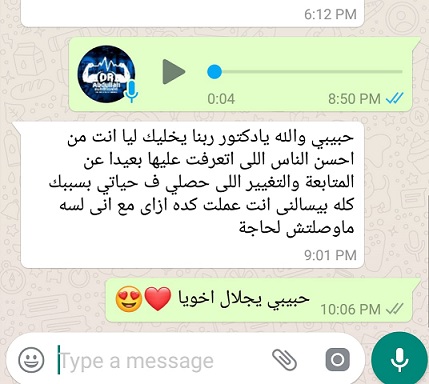 6:12 PM
DR
Abdullah
0:04
8:50 PM
حبيبي والله يادكتور ربنا يخليك ليا انت من
احسن الناس اللى اتعرفت عليها بعيدا عن
المتابعة والتغيير اللى حصلي ف حياتي بسببك
كله بيسالنى انت عملت كده ازاى مع انى لسه
ماوصلتش لحاجة
9:01 PM
حبيبي يجلال اخويا ❤️😍
10:06 PM
Type a message